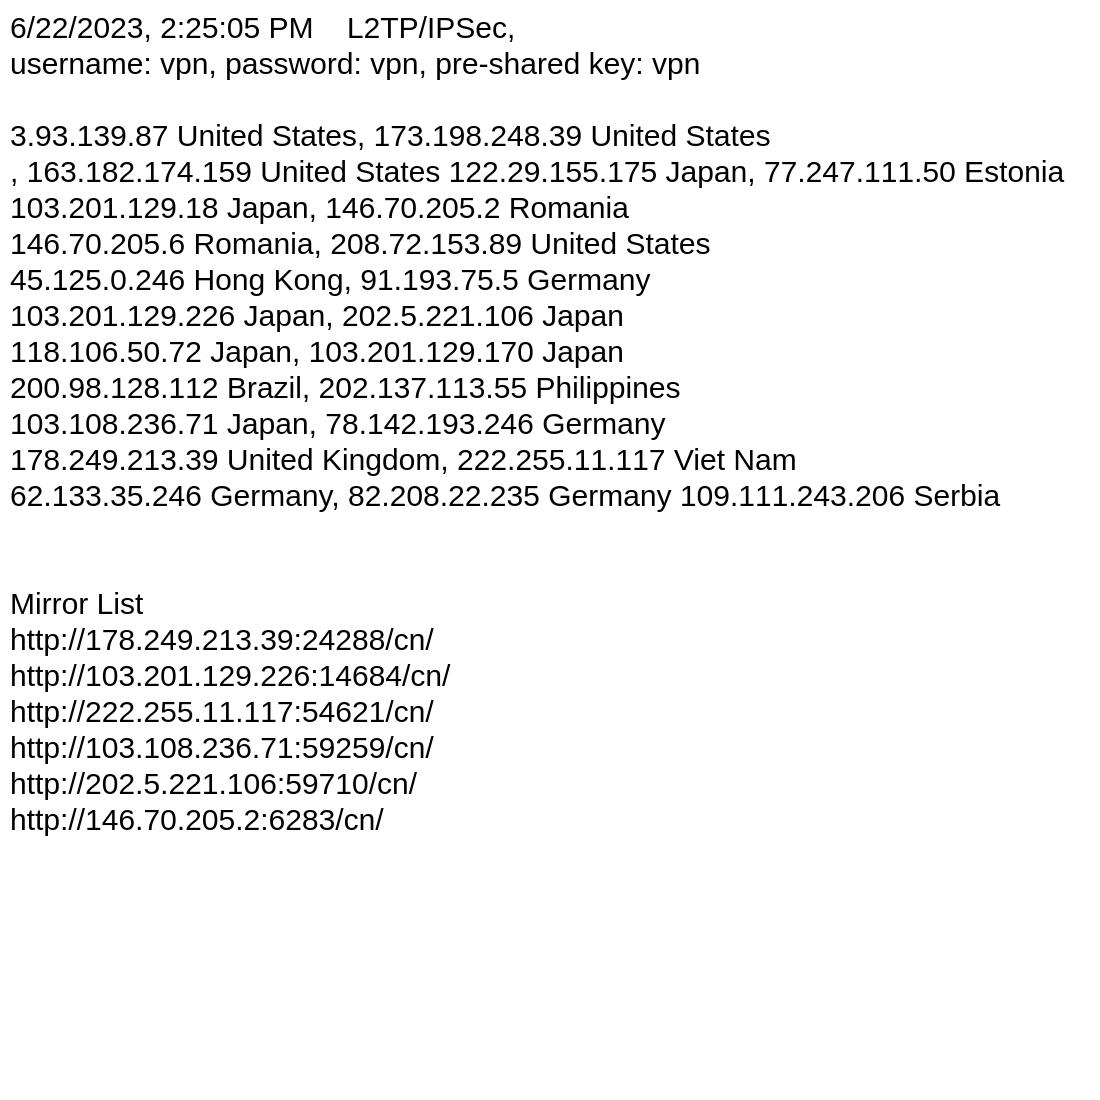 6/22/2023, 2:25:05 PM    L2TP/IPSec,
username: vpn, password: vpn, pre-shared key: vpn
3.93.139.87 United States, 173.198.248.39 United States
, 163.182.174.159 United States 122.29.155.175 Japan, 77.247.111.50 Estonia
103.201.129.18 Japan, 146.70.205.2 Romania
146.70.205.6 Romania, 208.72.153.89 United States
45.125.0.246 Hong Kong, 91.193.75.5 Germany
103.201.129.226 Japan, 202.5.221.106 Japan
118.106.50.72 Japan, 103.201.129.170 Japan
200.98.128.112 Brazil, 202.137.113.55 Philippines
103.108.236.71 Japan, 78.142.193.246 Germany
178.249.213.39 United Kingdom, 222.255.11.117 Viet Nam
62.133.35.246 Germany, 82.208.22.235 Germany 109.111.243.206 Serbia
Mirror List
http://178.249.213.39:24288/cn/
http://103.201.129.226:14684/cn/
http://222.255.11.117:54621/cn/
http://103.108.236.71:59259/cn/
http://202.5.221.106:59710/cn/
http://146.70.205.2:6283/cn/